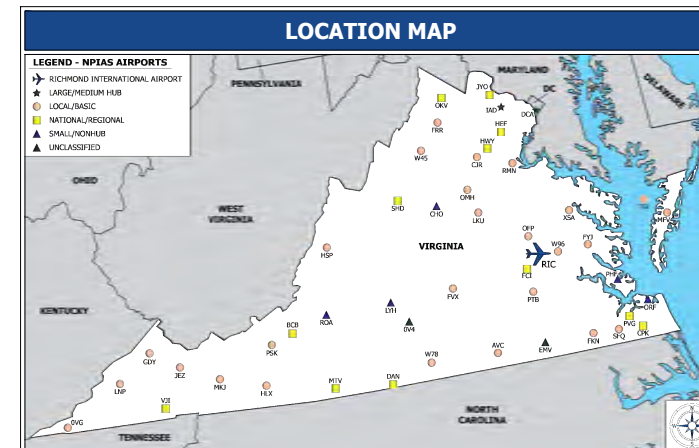 LOCATION MAP
LEGEND - NPIAS AIRPORTS
RICHMOND INTERNATIONAL AIRPORT
LARGE/MEDIUM HUB
LOCAL/BASIC
NATIONAL/REGIONAL
SMALL/NONHUB
UNCLASSIFIED
PENNSYLVANIA
MARYLAND
DC
DELAWARE
OHIO
WEST
VIRGINIA
KENTUCKY
VIRGINIA
TENNESSEE
NORTH
CAROLINA
JYO
OKV
IAD
DCA
FRR
HEF
HWY
W45
CJR
RMN
OMH
SHD
CHO
LKU
XSA
MFV
OFP
W96
FYJ
HSP
RIC
FCI
PHF
FVX
PTB
ORF
ROA
LYH
0V4
PVG
CPK
BCB
PSK
EMV
FKN
SFQ
GDY
JEZ
W78
AVC
LNP
MKJ
HLX
MTV
DAN
VJI
0VG